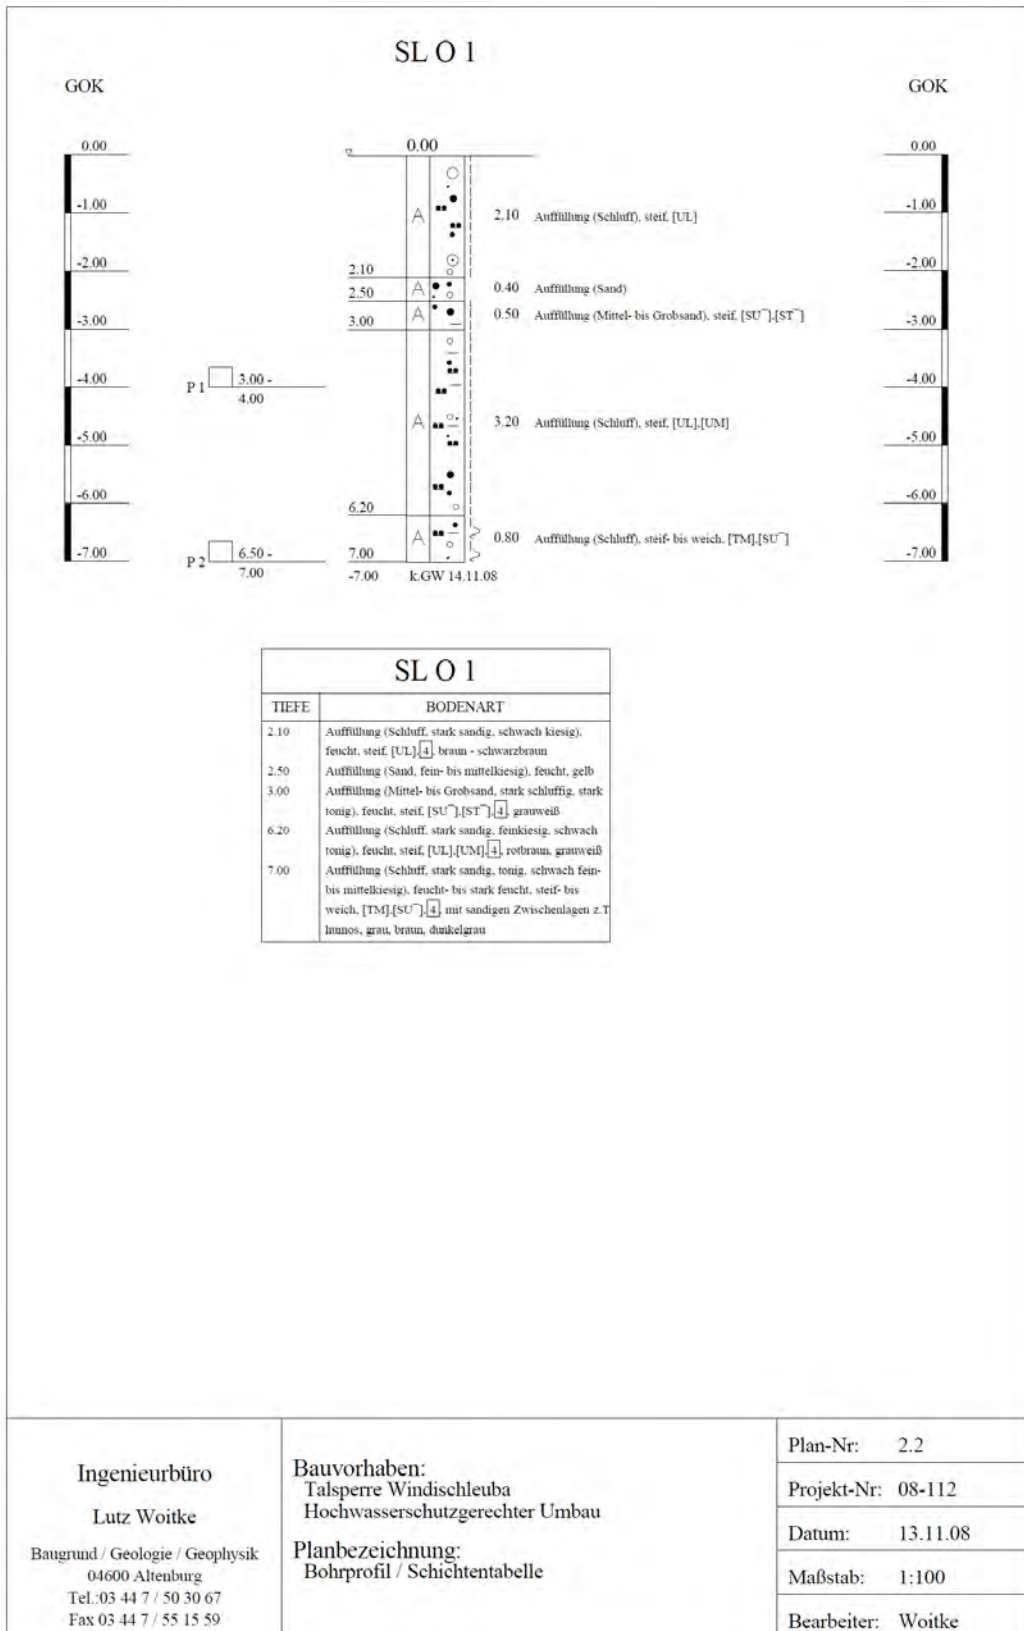 SL O 1
GOK
GOK
0.00
-1.00
-2.00
-3.00
-4.00
-5.00
-6.00
-7.00
P 1
3.00 -
4.00
P 2
6.50 -
7.00
0.00
2.10
2.50
3.00
6.20
7.00
-7.00 k.GW 14.11.08
A
A
A
A
A
2.10 Auffüllung (Schluff), steif, [UL]
0.40 Auffüllung (Sand)
0.50 Auffüllung (Mittel- bis Grobsand), steif, [SU¯],[ST¯]
3.20 Auffüllung (Schluff), steif, [UL],[UM]
0.80 Auffüllung (Schluff), steif- bis weich, [TM],[SU¯]
0.00
-1.00
-2.00
-3.00
-4.00
-5.00
-6.00
-7.00
SL O 1
TIEFE BODENART
2.10 Auffüllung (Schluff, stark sandig, schwach kiesig),
feucht, steif, [UL],4, braun - schwarzbraun
2.50 Auffüllung (Sand, fein- bis mittelkiesig), feucht, gelb
3.00 Auffüllung (Mittel- bis Grobsand, stark schluffig, stark
tonig), feucht, steif, [SU¯],[ST¯],4, grauweiß
6.20 Auffüllung (Schluff, stark sandig, feinkiesig, schwach
tonig), feucht, steif, [UL],[UM],4, rotbraun, grauweiß
7.00 Auffüllung (Schluff, stark sandig, tonig, schwach fein-
bis mittelkiesig), feucht- bis stark feucht, steif- bis
weich, [TM],[SU¯],4, mit sandigen Zwischenlagen z.T
humos, grau, braun, dunkelgrau
Ingenieurbüro
Lutz Woitke
Baugrund / Geologie / Geophysik
04600 Altenburg
Tel.:03 44 7 / 50 30 67
Fax 03 44 7 / 55 15 59
Bauvorhaben:
Talsperre Windischleuba
Hochwasserschutzgerechter Umbau
Planbezeichnung:
Bohrprofil / Schichtentabelle
Plan-Nr: 2.2
Projekt-Nr: 08-112
Datum: 13.11.08
Maßstab: 1:100
Bearbeiter: Woitke